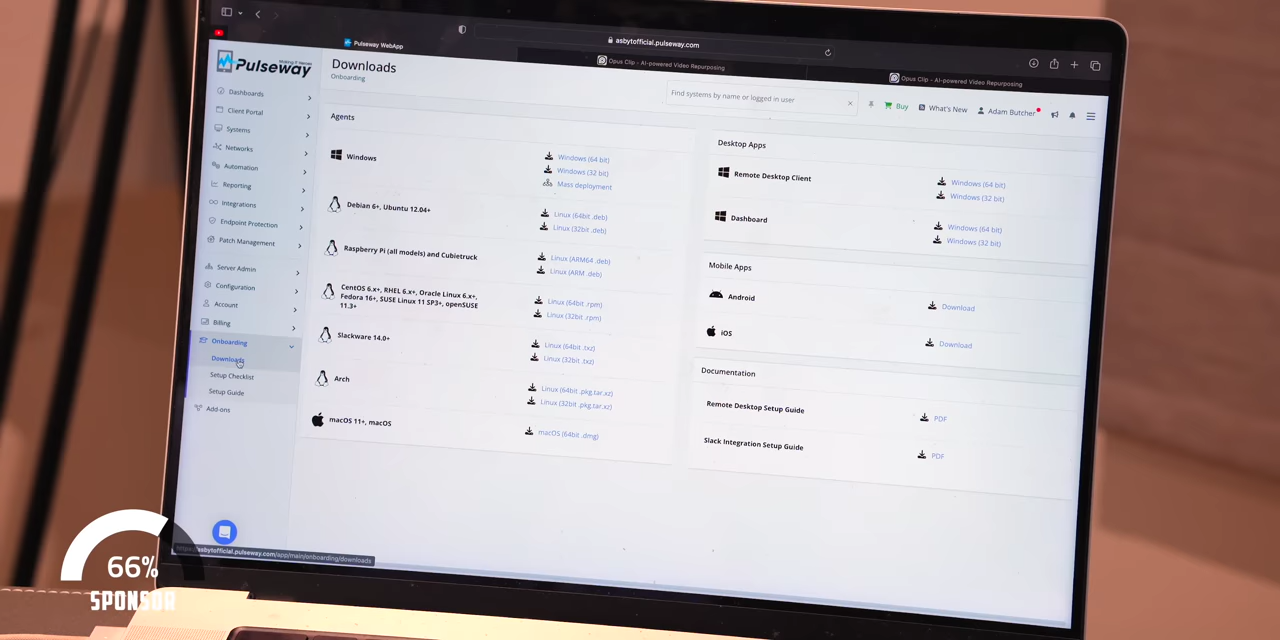 asbytofficial.pulseway.com
Pulseway WebApp
Opus Clip - AI-powered Video Repurposing
Opus Clip - AI-powered Video Repurposing
Pulseway
Downloads
Onboarding
Find systems by name or logged in user
Buy
What's New
Adam Butcher
Dashboards
Client Portal
Systems
Networks
Automation
Reporting
Integrations
Endpoint Protection
Patch Management
Server Admin
Configuration
Account
Billing
Onboarding
Downloads
Setup Checklist
Setup Guide
Add-ons
Agents
Windows
Windows (64 bit)
Windows (32 bit)
Mass deployment
Debian 6+, Ubuntu 12.04+
Linux (64bit .deb)
Linux (32bit .deb)
Raspberry Pi (all models) and Cubietruck
Linux (ARM64 .deb)
Linux (ARM .deb)
CentOS 6.x+, RHEL 6.x+, Oracle Linux 6.x+,
Fedora 16+, SUSE Linux 11 SP3+, openSUSE
11.3+
Linux (64bit .rpm)
Linux (32bit .rpm)
Slackware 14.0+
Linux (64bit .txz)
Linux (32bit .txz)
Arch
Linux (64bit .pkg.tar.xz)
Linux (32bit .pkg.tar.xz)
macOS 11+, macOS
macOS (64bit .dmg)
Desktop Apps
Remote Desktop Client
Windows (64 bit)
Windows (32 bit)
Dashboard
Windows (64 bit)
Windows (32 bit)
Mobile Apps
Android
Download
iOS
Download
Documentation
Remote Desktop Setup Guide
PDF
Slack Integration Setup Guide
PDF
https://asbytofficial.pulseway.com/app/main/onboarding/downloads
66%
SPONSOR